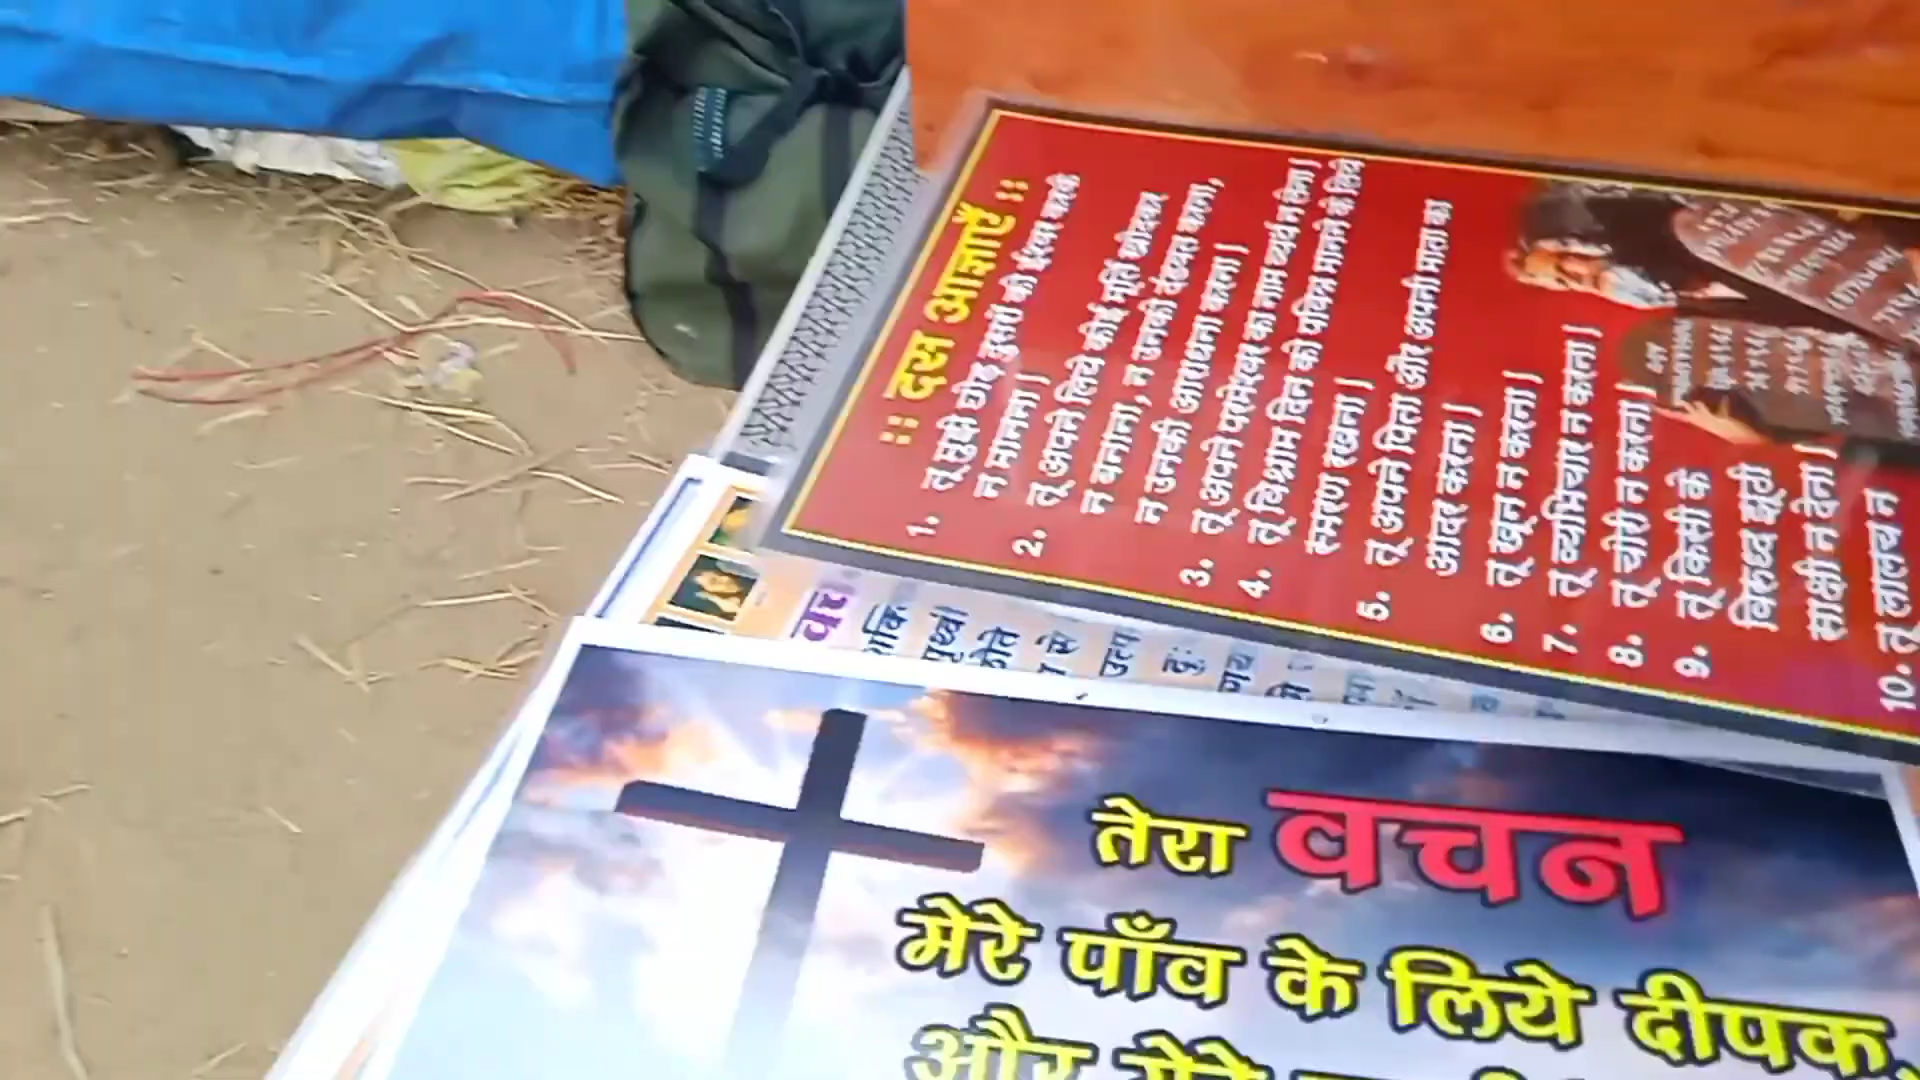 :: दस आज्ञाएँ ::
1. तू मुझे छोड़ दुसरों को ईश्वर करके
न मानना |
2. तू अपने लिये कोई मूर्ति खोदकर
न बनाना, न उनको दंडवत करना,
न उनकी आराधना करना |
3. तू अपने परमेश्वर का नाम व्यर्थ न लेना |
4. तू विश्राम दिन को पवित्र मानने के लिये
स्मरण रखना |
5. तू अपने पिता और अपनी माता का
आदर करना |
6. तू खून न करना |
7. तू व्यभिचार न करना |
8. तू चोरी न करना |
9. तू किसी के
विरुध्द झूठी
साक्षी न देना |
10. तू लालच न
तेरा वचन
मेरे पाँव के लिये दीपक,
और मेरे